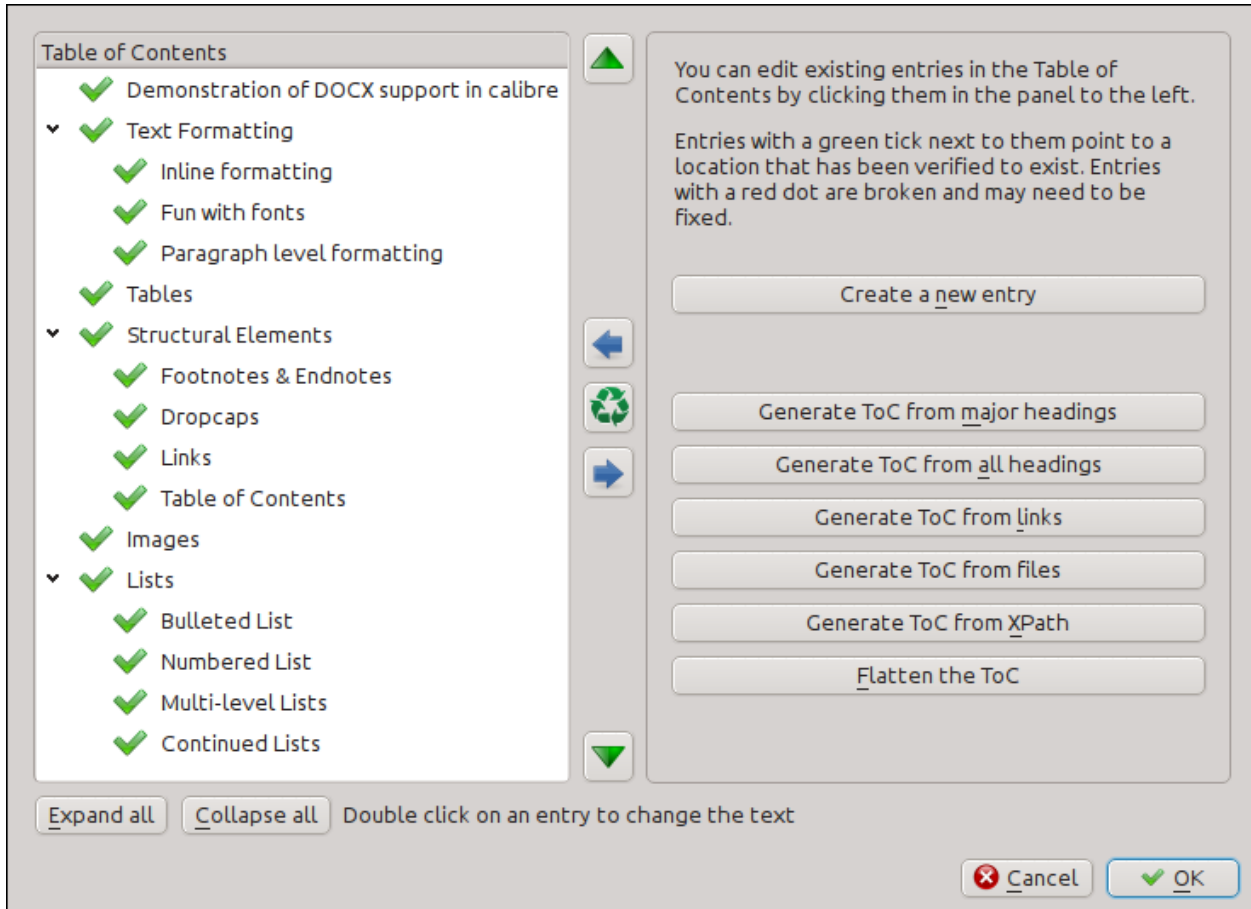 Table of Contents
Demonstration of DOCX support in calibre
Text Formatting
Inline formatting
Fun with fonts
Paragraph level formatting
Tables
Structural Elements
Footnotes & Endnotes
Dropcaps
Links
Table of Contents
Images
Lists
Bulleted List
Numbered List
Multi-level Lists
Continued Lists
You can edit existing entries in the Table of
Contents by clicking them in the panel to the left.
Entries with a green tick next to them point to a
location that has been verified to exist. Entries
with a red dot are broken and may need to be
fixed.
Create a new entry
Generate ToC from major headings
Generate ToC from all headings
Generate ToC from links
Generate ToC from files
Generate ToC from XPath
Flatten the ToC
Expand all Collapse all Double click on an entry to change the text
Cancel OK